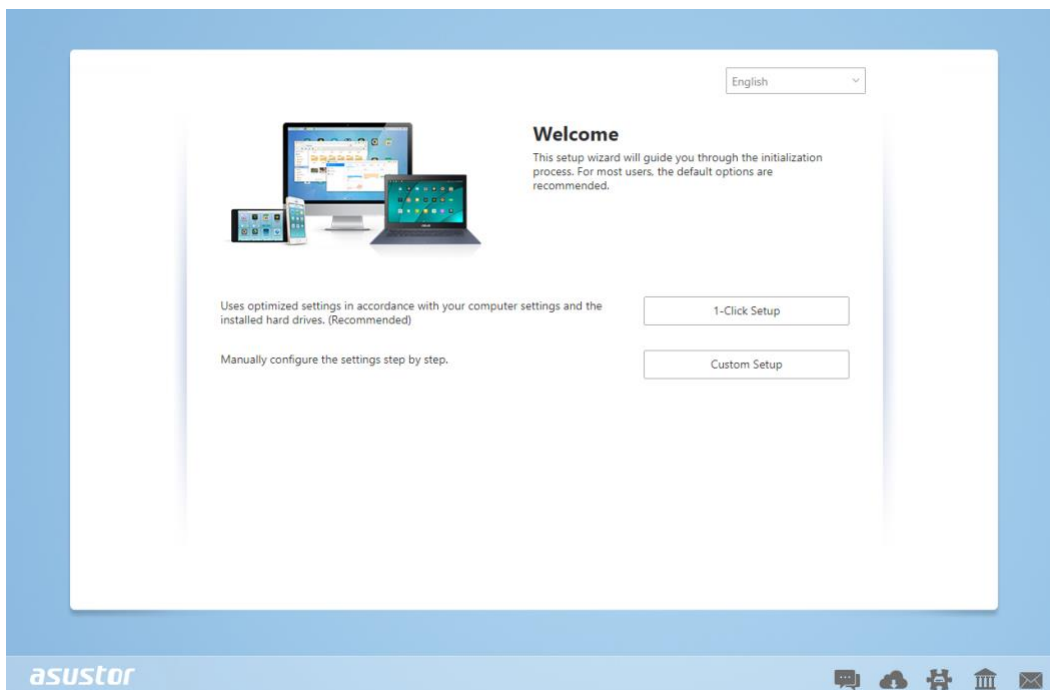 English
Welcome
This setup wizard will guide you through the initialization
process. For most users, the default options are
recommended.
Uses optimized settings in accordance with your computer settings and the
installed hard drives. (Recommended)
1-Click Setup
Manually configure the settings step by step.
Custom Setup
asustor